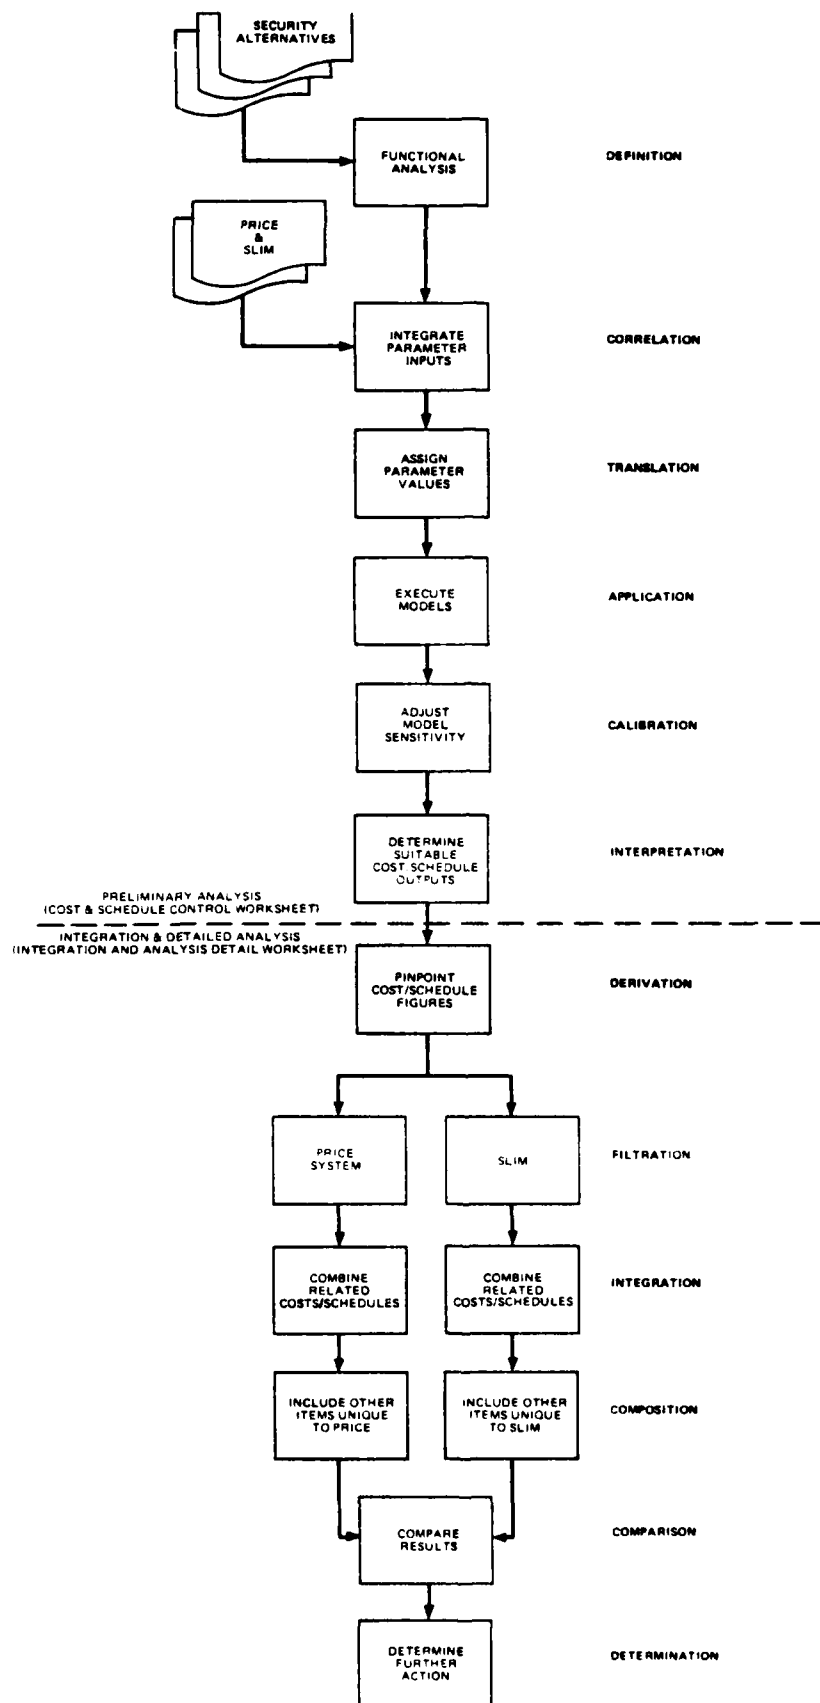 SECURITY
ALTERNATIVES
FUNCTIONAL
ANALYSIS
DEFINITION
PRICE
&
SLIM
INTEGRATE
PARAMETER
INPUTS
CORRELATION
ASSIGN
PARAMETER
VALUES
TRANSLATION
EXECUTE
MODELS
APPLICATION
ADJUST
MODEL
SENSITIVITY
CALIBRATION
DETERMINE
SUITABLE
COST/SCHEDULE
OUTPUTS
INTERPRETATION
PRELIMINARY ANALYSIS
(COST & SCHEDULE CONTROL WORKSHEET)
INTEGRATION & DETAILED ANALYSIS
(INTEGRATION AND ANALYSIS DETAIL WORKSHEET)
PINPOINT
COST/SCHEDULE
FIGURES
DERIVATION
PRICE
SYSTEM
SLIM
FILTRATION
COMBINE
RELATED
COSTS/SCHEDULES
COMBINE
RELATED
COSTS/SCHEDULES
INTEGRATION
INCLUDE OTHER
ITEMS UNIQUE
TO PRICE
INCLUDE OTHER
ITEMS UNIQUE
TO SLIM
COMPOSITION
COMPARE
RESULTS
COMPARISON
DETERMINE
FURTHER
ACTION
DETERMINATION